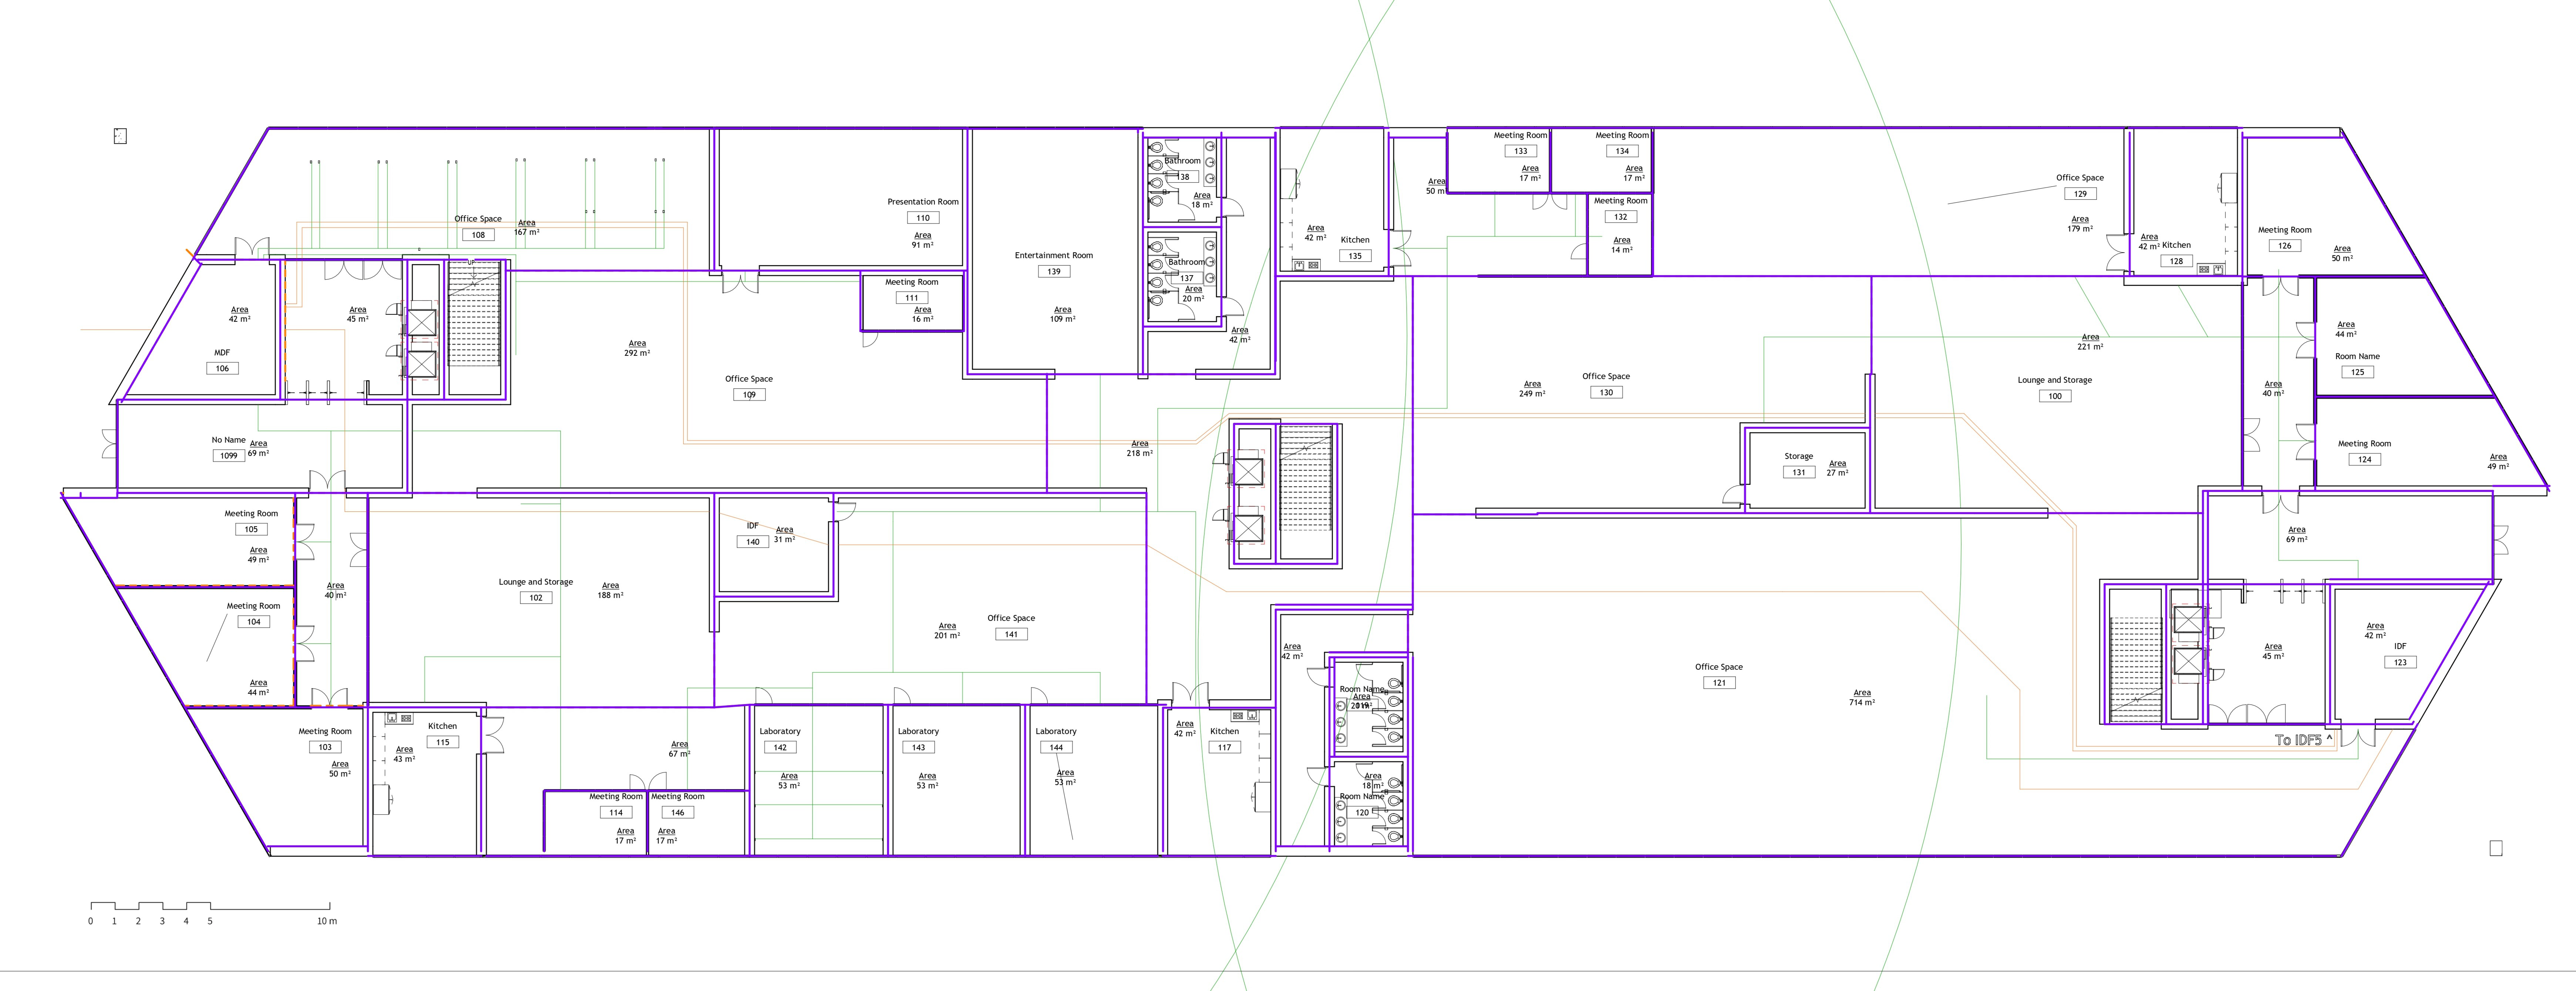 Office Space
108
Area
167 m²
Presentation Room
110
Area
91 m²
Entertainment Room
139
Area
109 m²
Bathroom
138
Area
18 m²
Bathroom
137
Area
20 m²
Area
42 m²
Area
42 m²
Kitchen
135
Area
50 m²
Meeting Room
133
Area
17 m²
Meeting Room
134
Area
17 m²
Meeting Room
132
Area
14 m²
Office Space
129
Area
179 m²
Area
42 m²
Kitchen
128
Meeting Room
126
Area
50 m²
UP
Area
42 m²
MDF
106
Area
45 m²
Meeting Room
111
Area
16 m²
Area
292 m²
Office Space
109
Area
218 m²
Area
249 m²
Office Space
130
Area
221 m²
Lounge and Storage
100
Area
40 m²
Area
44 m²
Room Name
125
Meeting Room
124
Area
49 m²
No Name
1099
Area
69 m²
Storage
131
Area
27 m²
Meeting Room
105
Area
49 m²
IDF
140
Area
31 m²
Area
69 m²
Meeting Room
104
Area
44 m²
Area
40 m²
Lounge and Storage
102
Area
188 m²
Area
201 m²
Office Space
141
Area
42 m²
Room Name
Area
Office Space
121
Area
714 m²
Area
45 m²
Area
42 m²
IDF
123
To IDF5 ^
Meeting Room
103
Area
50 m²
Kitchen
115
Area
43 m²
Area
67 m²
Meeting Room
114
Area
17 m²
Meeting Room
146
Area
17 m²
Laboratory
142
Area
53 m²
Laboratory
143
Area
53 m²
Laboratory
144
Area
53 m²
Area
42 m²
Kitchen
117
Area
18 m²
Room Name
120
0 1 2 3 4 5 10 m